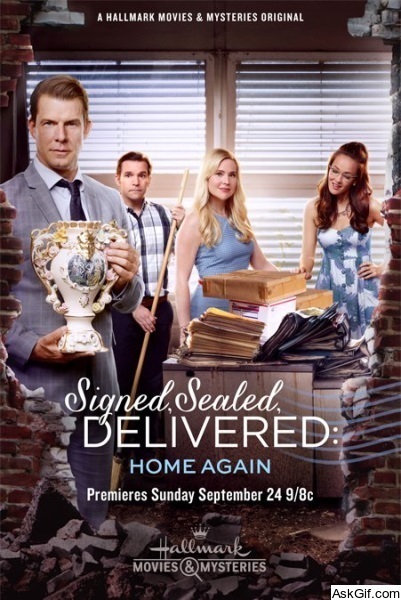 A HALLMARK MOVIES & MYSTERIES ORIGINAL
Signed, Sealed,
DELIVERED:
HOME AGAIN
Premieres Sunday September 24 9/8c
Hallmark
MOVIES & MYSTERIES
AskGif.com